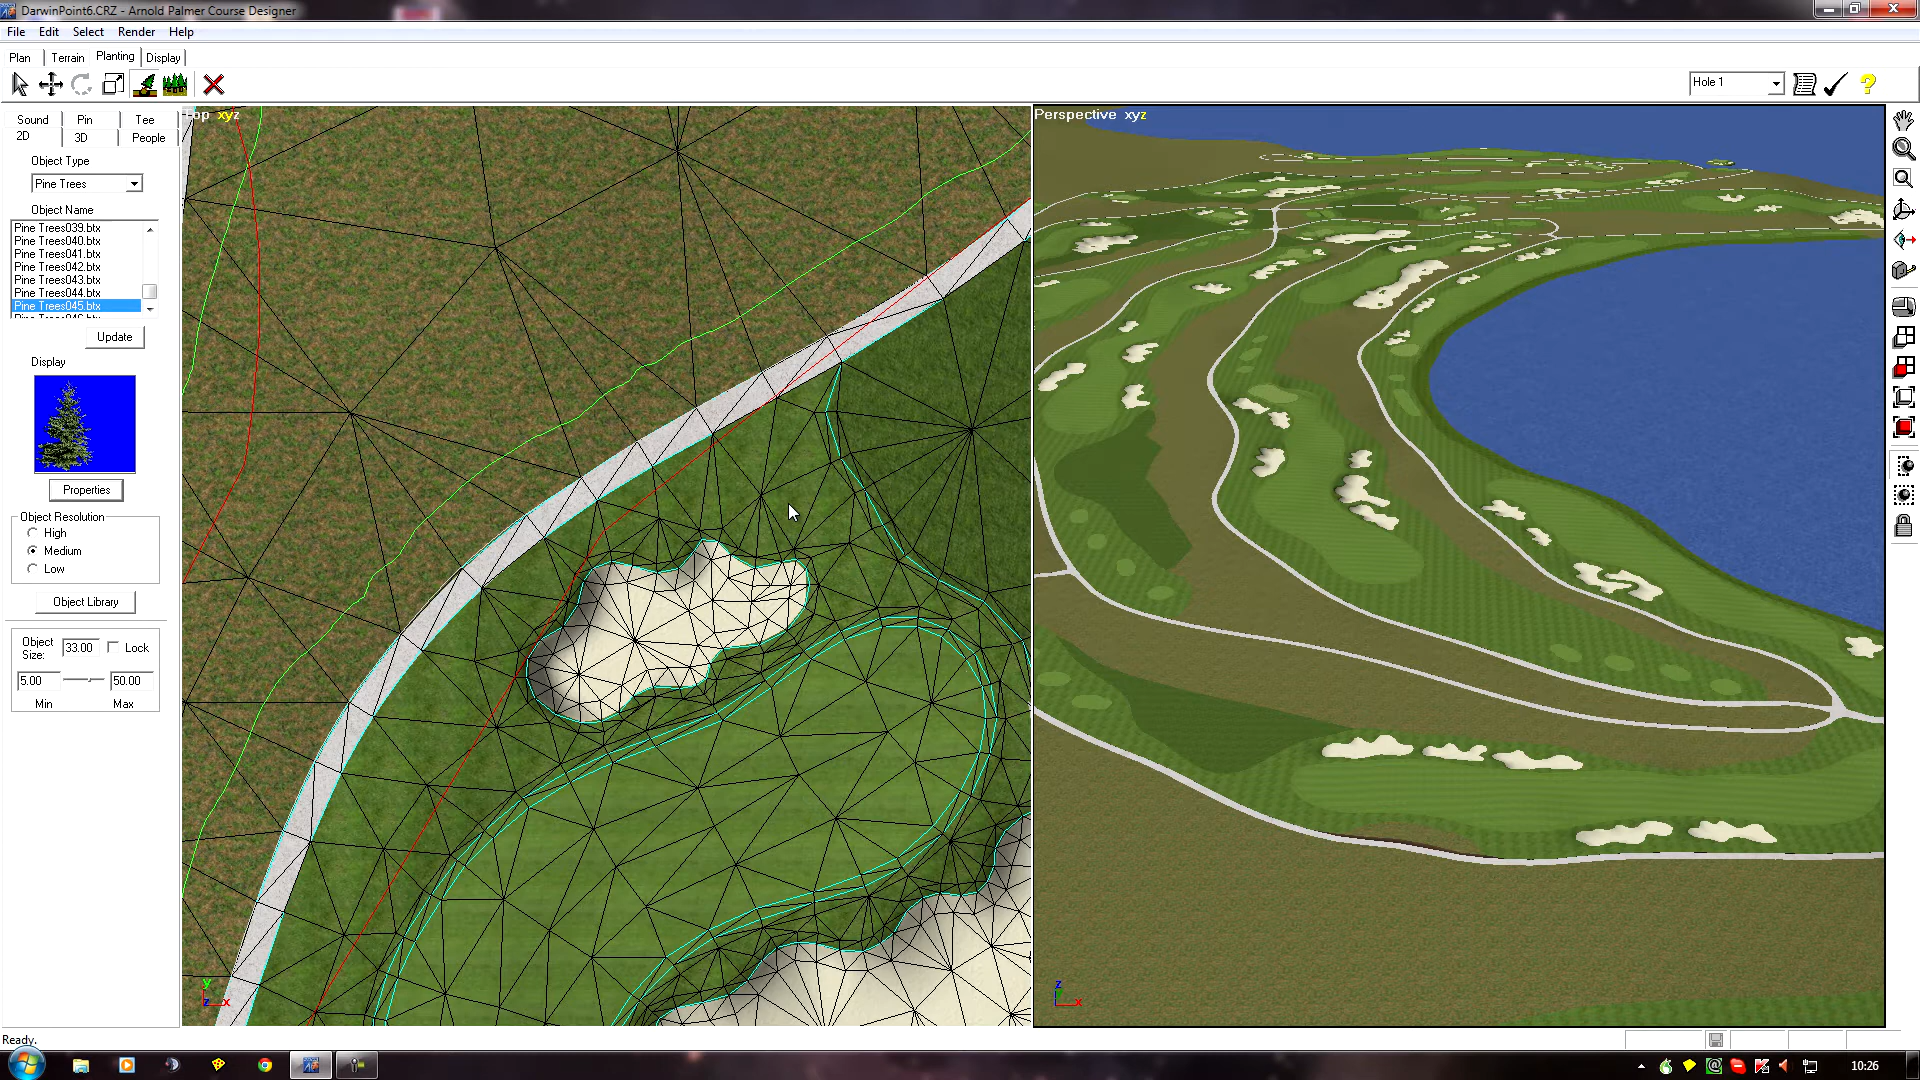 DarwinPoint6.CRZ - Arnold Palmer Course Designer
File Edit Select Render Help
Plan Terrain Planting Display
Hole 1
Sound Pin Tee
2D 3D People
Object Type
Pine Trees
Object Name
Pine Trees039.btx
Pine Trees040.btx
Pine Trees041.btx
Pine Trees042.btx
Pine Trees043.btx
Pine Trees044.btx
Pine Trees045.btx
Update
Display
Properties
Object Resolution
High
Medium
Low
Object Library
Object Size: 33.00 Lock
5.00 50.00
Min Max
Top xyz
Perspective xyz
y
z x
z
x
Ready.
10:26